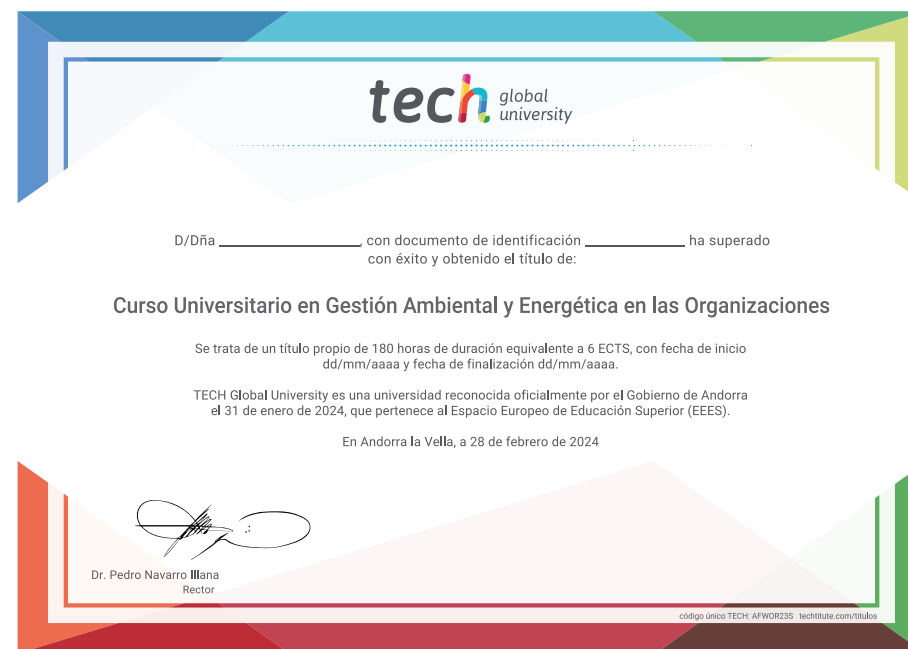 tech global university
D/Dña ____________________, con documento de identificación ______________ ha superado
con éxito y obtenido el título de:
Curso Universitario en Gestión Ambiental y Energética en las Organizaciones
Se trata de un título propio de 180 horas de duración equivalente a 6 ECTS, con fecha de inicio
dd/mm/aaaa y fecha de finalización dd/mm/aaaa.
TECH Global University es una universidad reconocida oficialmente por el Gobierno de Andorra
el 31 de enero de 2024, que pertenece al Espacio Europeo de Educación Superior (EEES).
En Andorra la Vella, a 28 de febrero de 2024
Dr. Pedro Navarro Illana
Rector
código único TECH: AFWOR23S techtitute.com/titulos